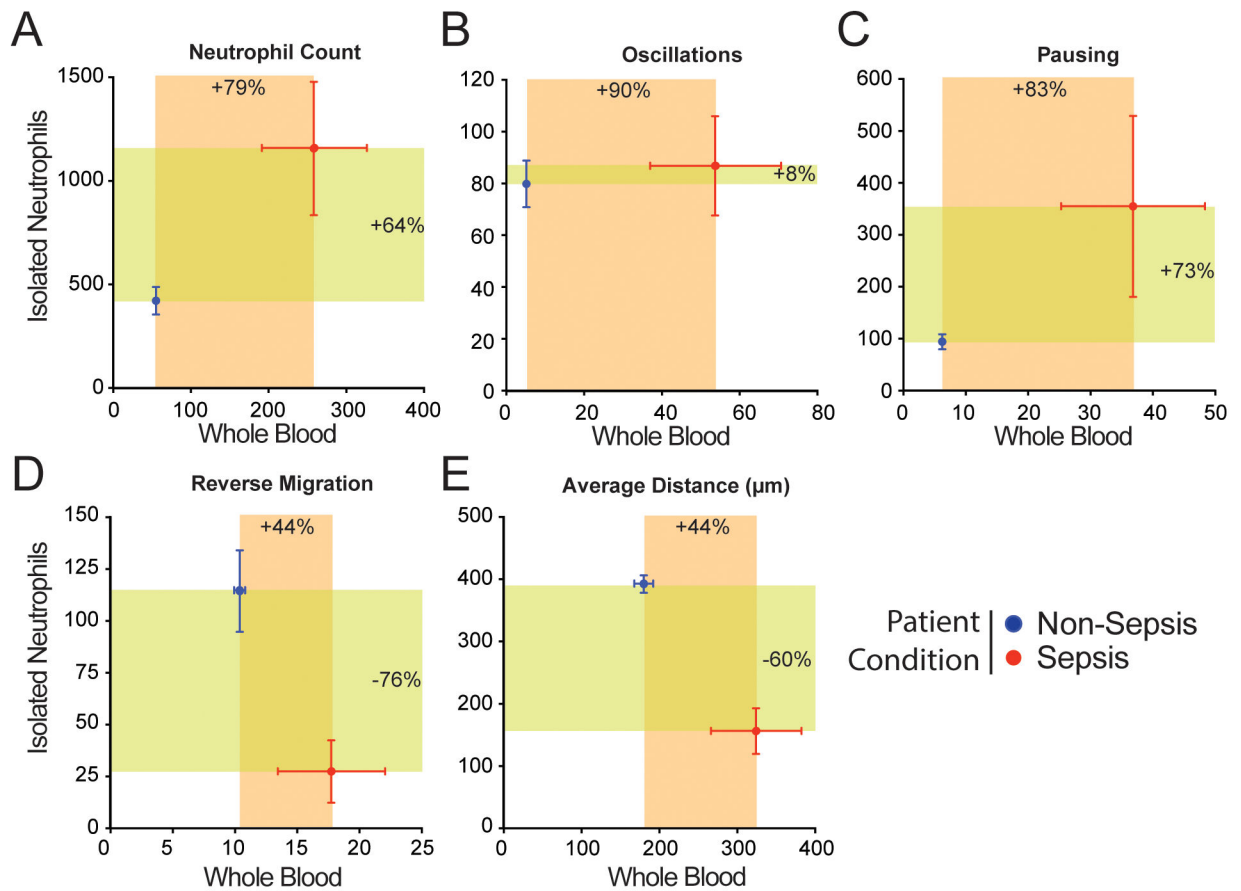 A
Neutrophil Count
Isolated Neutrophils
1500
1000
500
0
+79%
+64%
0 100 200 300 400
Whole Blood
B
Oscillations
120
100
80
60
40
20
0
+90%
+8%
0 20 40 60 80
Whole Blood
C
Pausing
600
500
400
300
200
100
0
+83%
+73%
0 10 20 30 40 50
Whole Blood
D
Reverse Migration
Isolated Neutrophils
150
125
100
75
50
25
0
+44%
-76%
0 5 10 15 20 25
Whole Blood
E
Average Distance (µm)
500
400
300
200
100
0
+44%
-60%
0 100 200 300 400
Whole Blood
Patient
Condition
Non-Sepsis
Sepsis